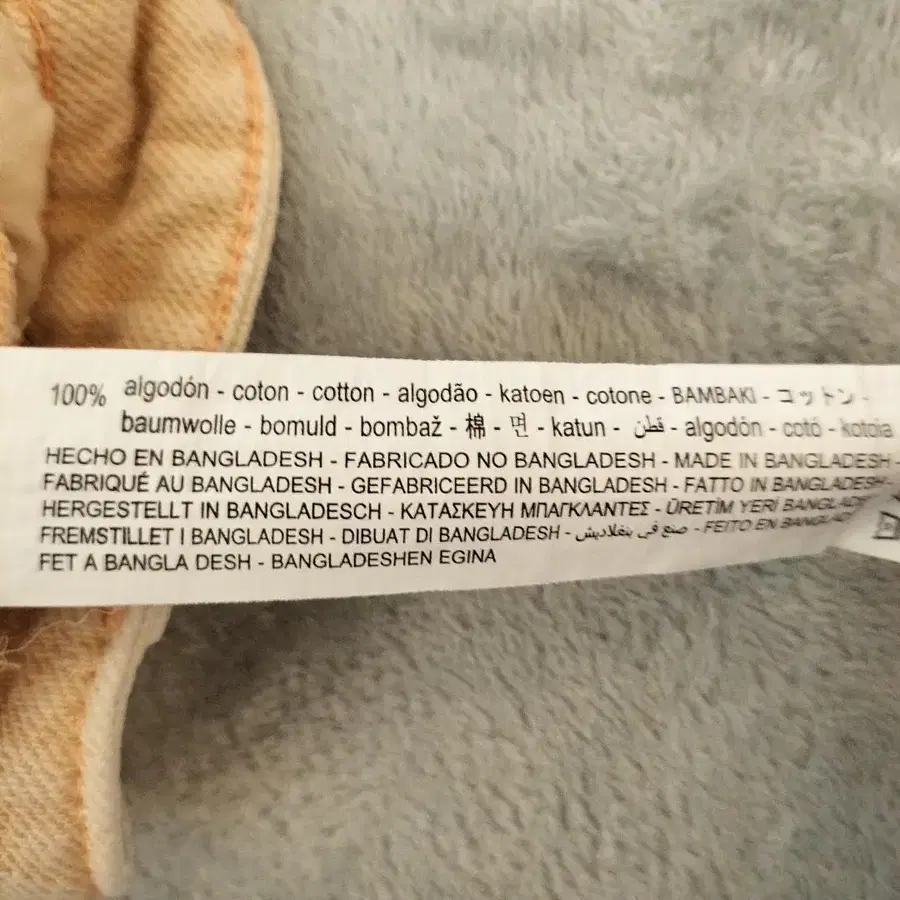 100% algodón - coton - cotton - algodão - katoen - cotone - BAMBAKI - コットン -
baumwolle - bomuld - bombaž - 棉 - 면 - katun - قطن - algodón - cotó - kotoia
HECHO EN BANGLADESH - FABRICADO NO BANGLADESH - MADE IN BANGLADESH -
FABRIQUÉ AU BANGLADESH - GEFABRICEERD IN BANGLADESH - FATTO IN BANGLADESH -
HERGESTELLT IN BANGLADESCH - ΚΑΤΑΣΚΕΥΗ ΜΠΑΓΚΛΑΝΤΕΣ - ÜRETİM YERİ
FREMSTILLET I BANGLADESH - DIBUAT DI BANGLADESH - صنع في بنغلاديش - FEITO EN
FET A BANGLA DESH - BANGLADESHEN EGINA